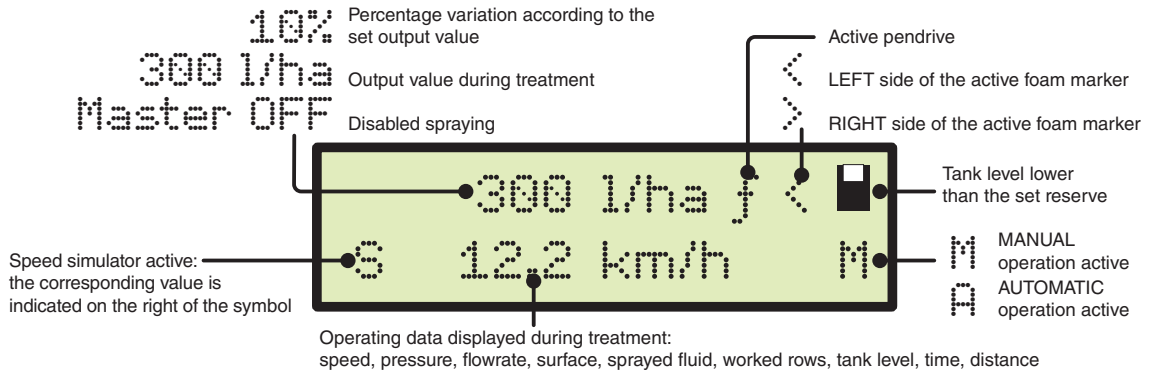 10%
Percentage variation according to the
set output value
300 l/ha
Output value during treatment
Master OFF
Disabled spraying
Active pendrive
<
LEFT side of the active foam marker
>
RIGHT side of the active foam marker
300 l/ha ƒ <
S 12.2 km/h M
Tank level lower
than the set reserve
Speed simulator active:
the corresponding value is
indicated on the right of the symbol
M
MANUAL
operation active
A
AUTOMATIC
operation active
Operating data displayed during treatment:
speed, pressure, flowrate, surface, sprayed fluid, worked rows, tank level, time, distance